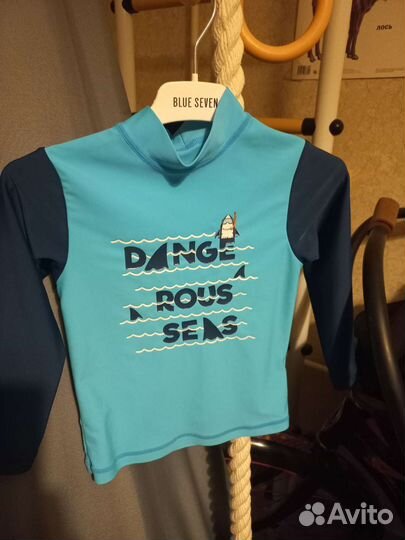 лось
BLUE SEVEN
DANGE
ROUS
SEAS
Avito